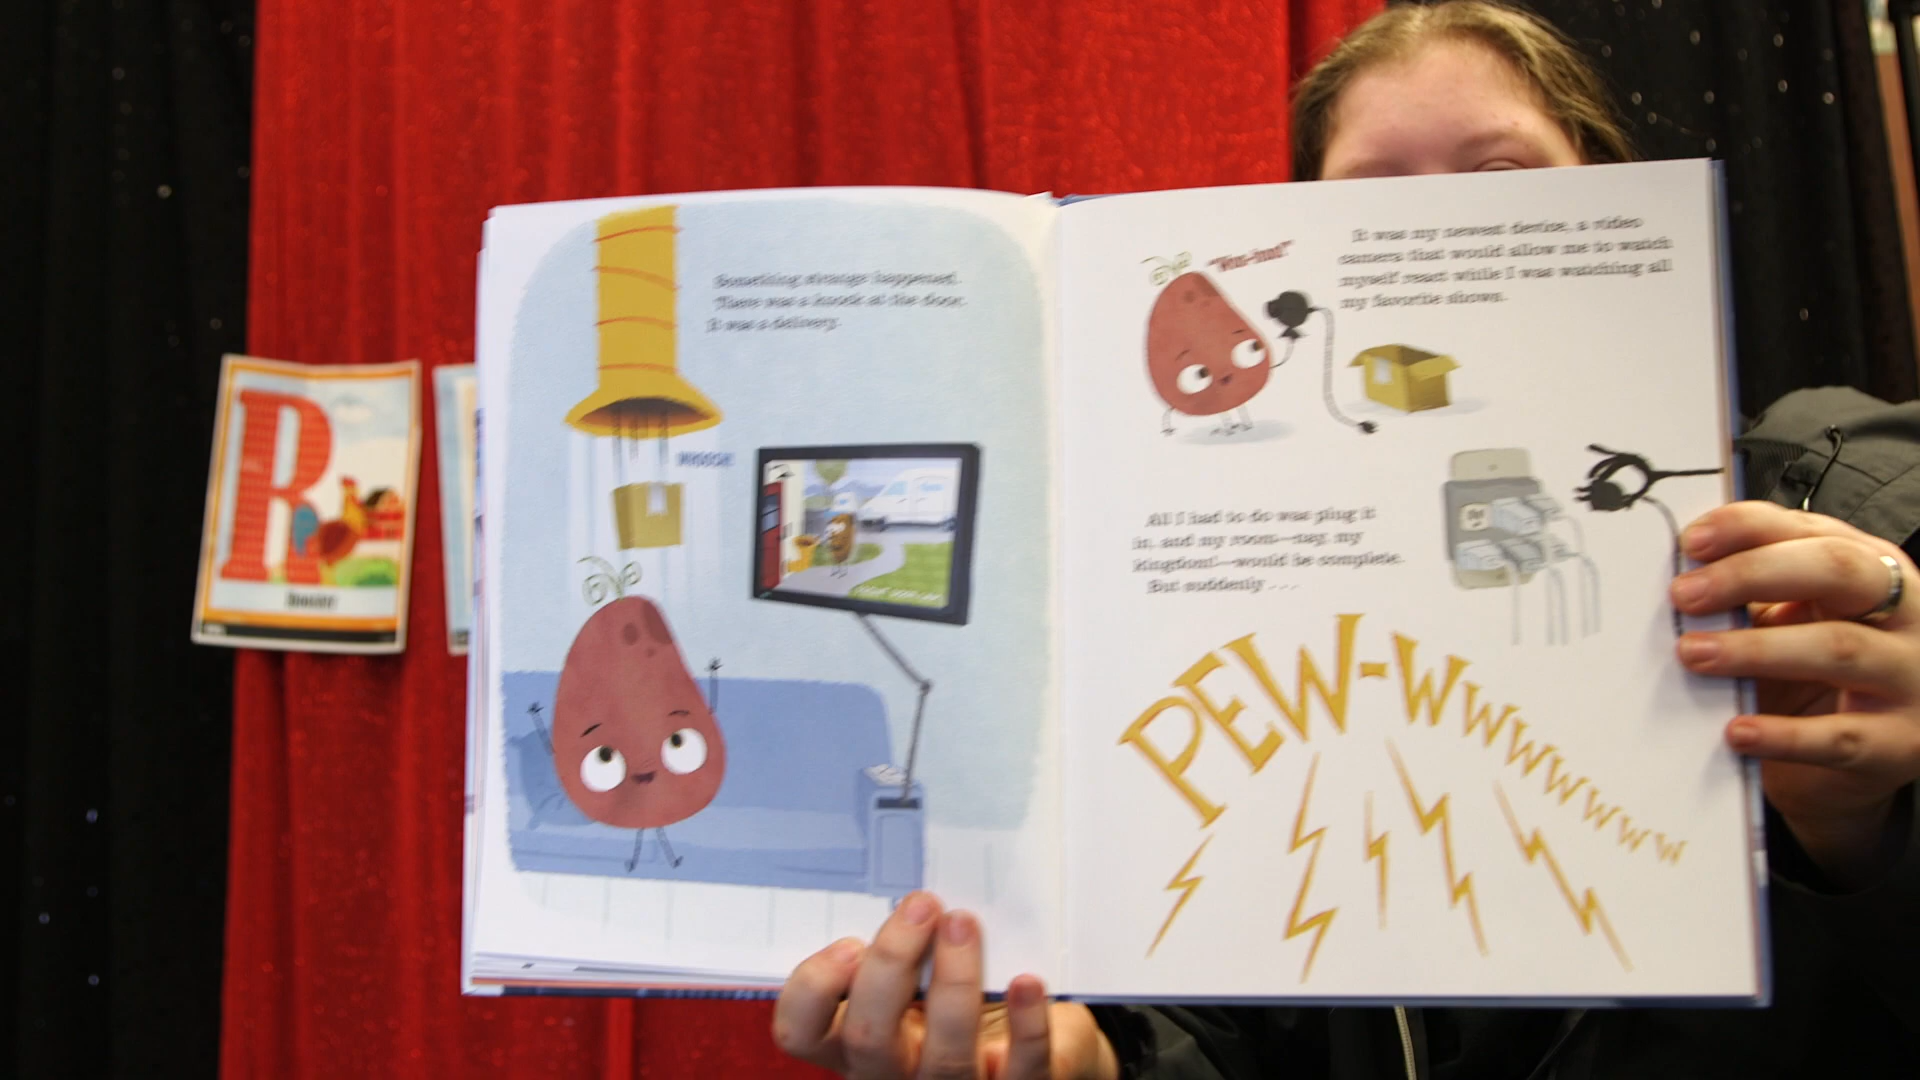 R
Rooster
Something strange happened.
There was a knock at the door.
It was a delivery.
WHOOSH!
"Woo-hoo!"
It was my newest device, a video
camera that would allow me to watch
myself react while I was watching all
my favorite shows.
All I had to do was plug it
in, and my room—nay, my
kingdom!—would be complete.
But suddenly . . .
PEW-wwwwwwww